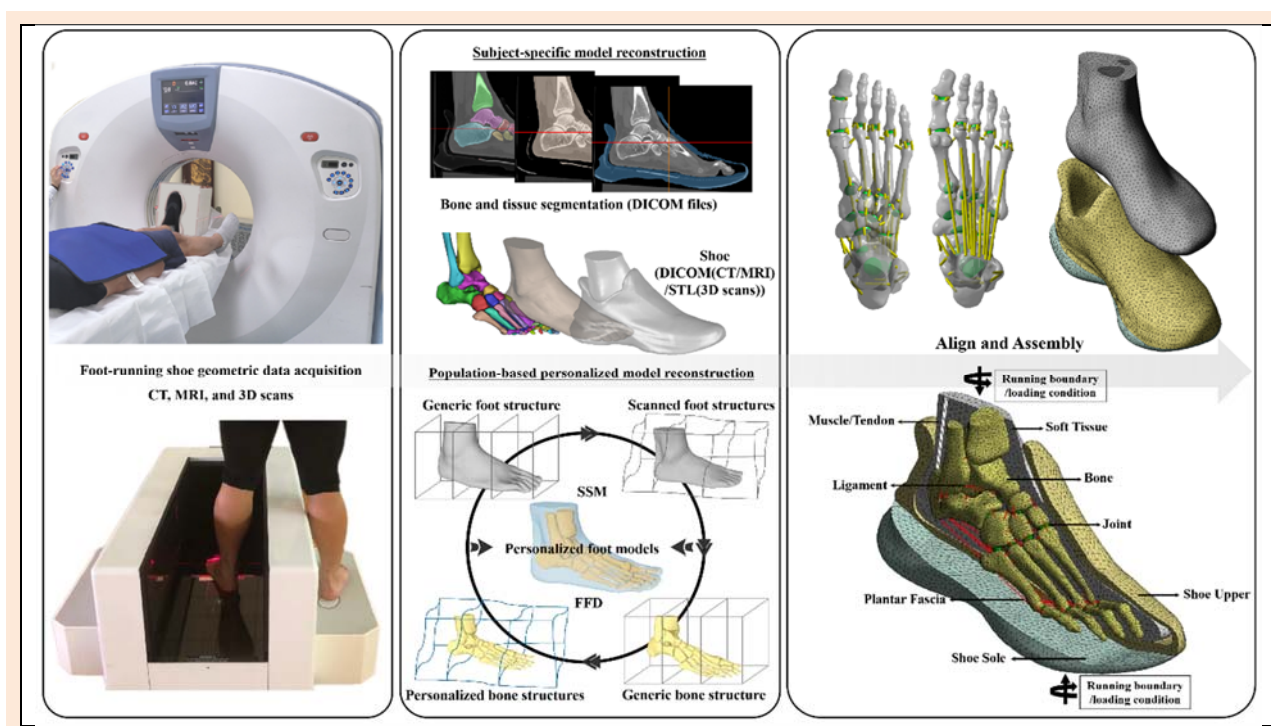 Foot-running shoe geometric data acquisition
CT, MRI, and 3D scans
Subject-specific model reconstruction
Bone and tissue segmentation (DICOM files)
Shoe
(DICOM(CT/MRI)
/STL(3D scans))
Population-based personalized model reconstruction
Generic foot structure
Scanned foot structures
SSM
Personalized foot models
FFD
Personalized bone structures
Generic bone structure
Align and Assembly
Running boundary
/loading condition
Muscle/Tendon
Soft Tissue
Bone
Ligament
Joint
Plantar Fascia
Shoe Upper
Shoe Sole
Running boundary
/loading condition